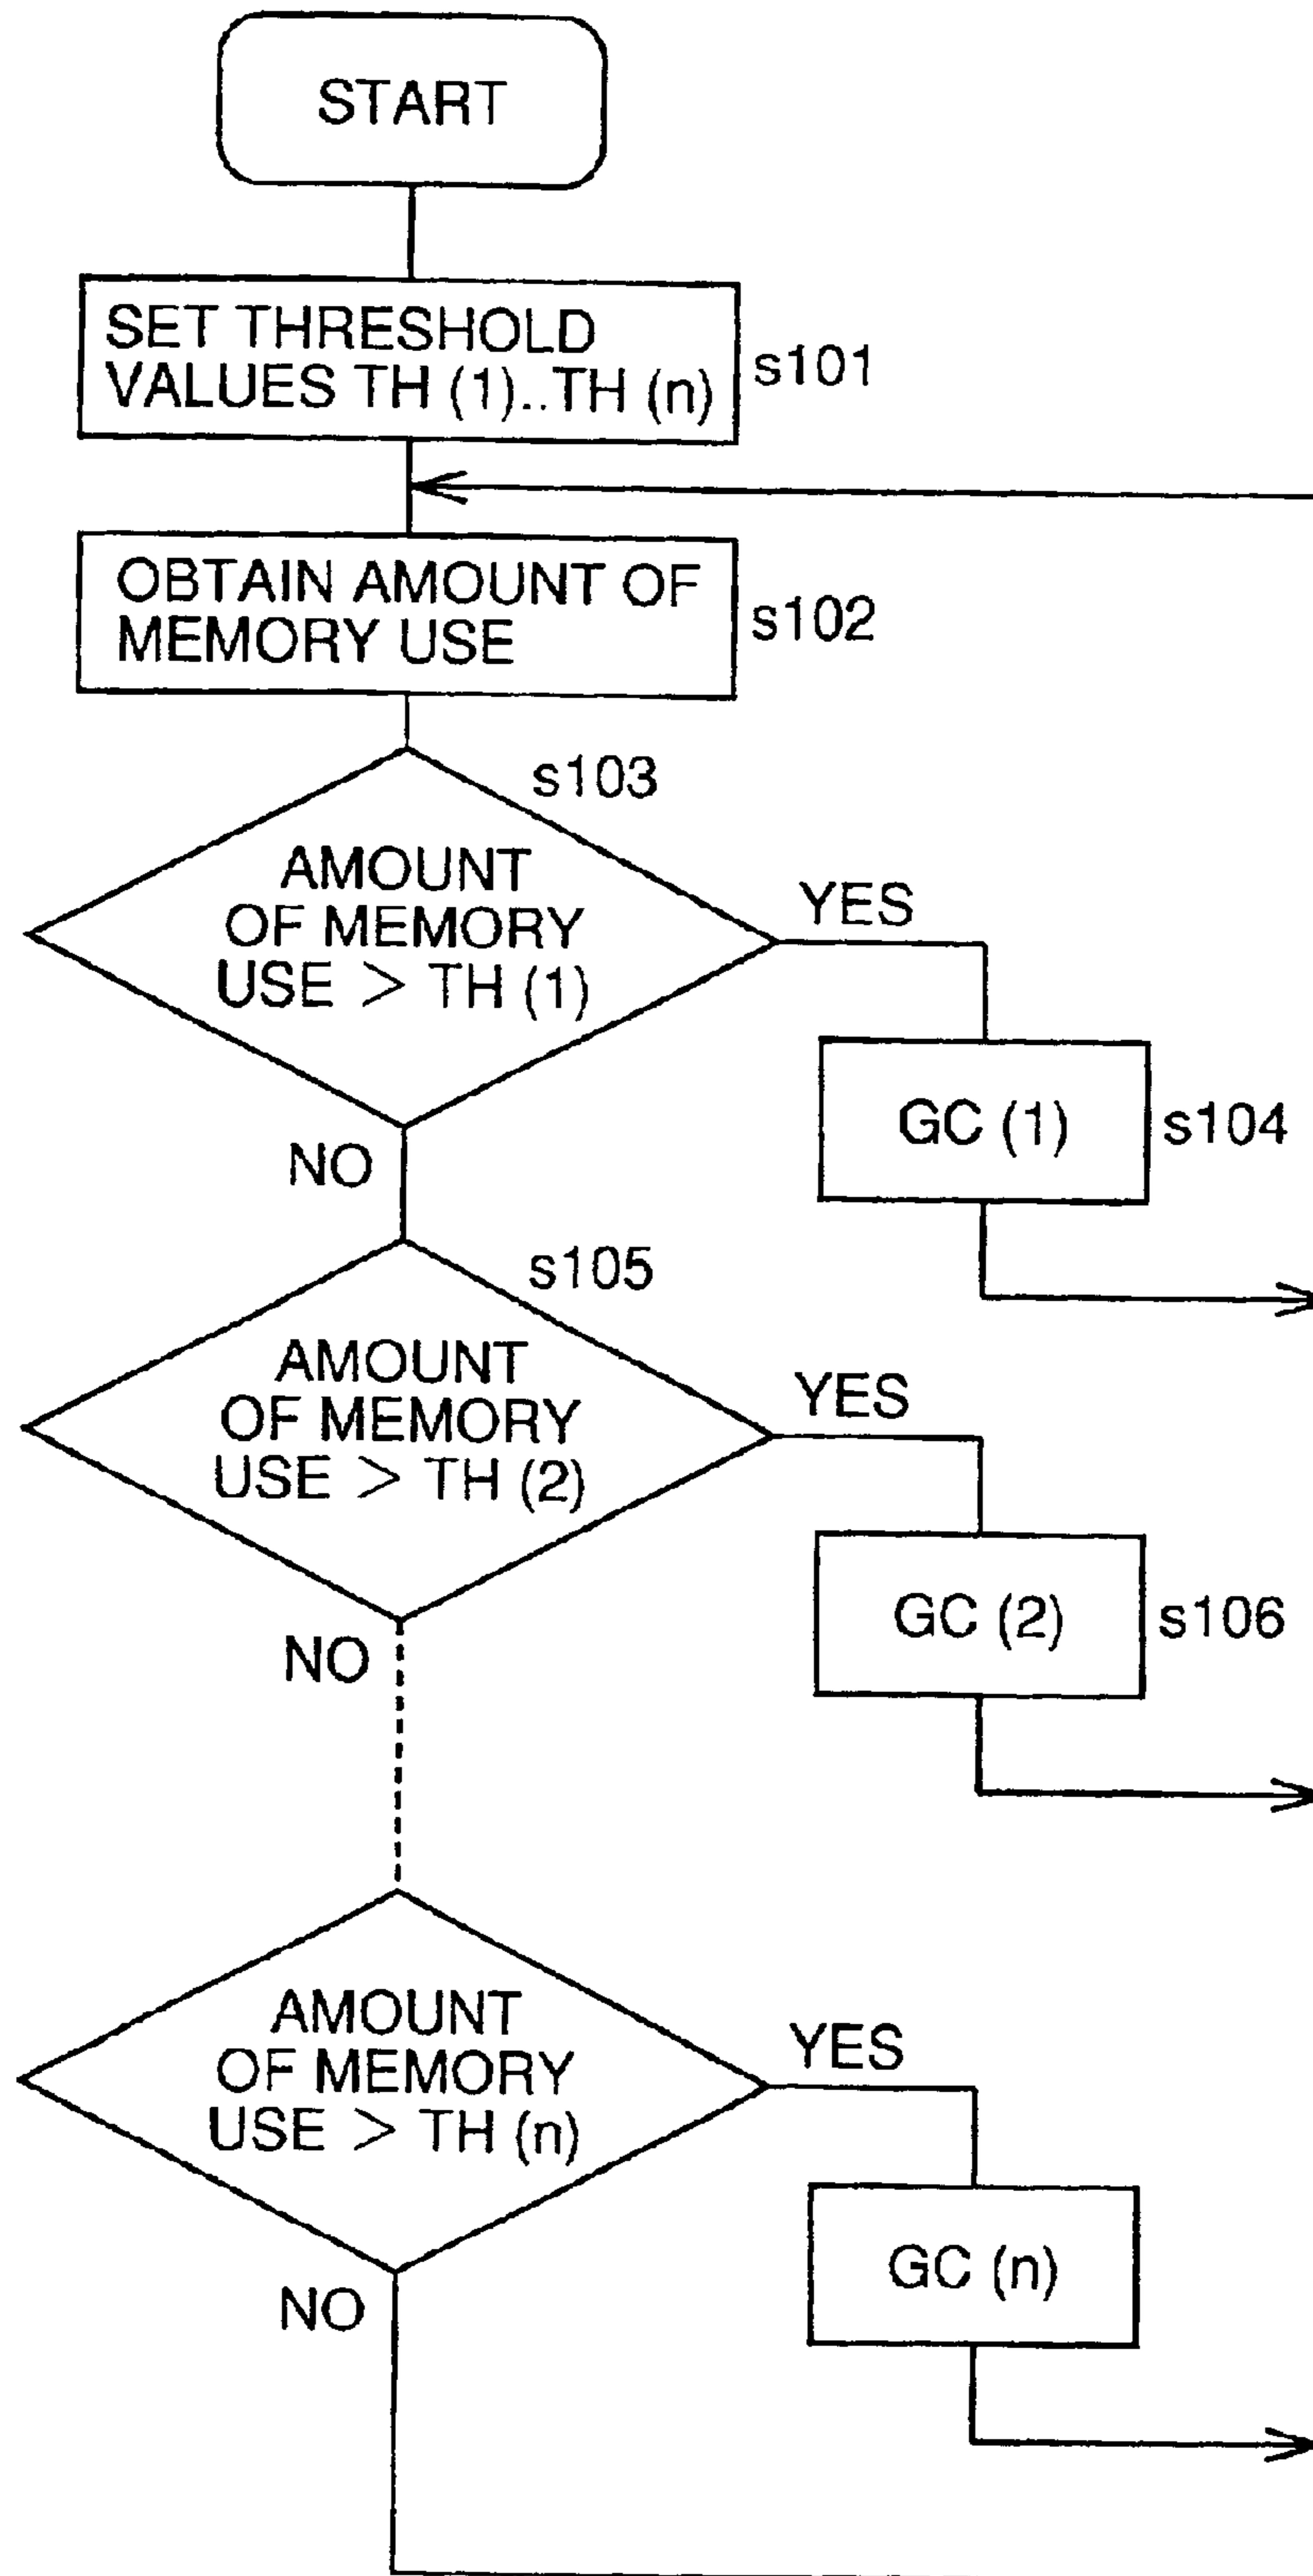 START
SET THRESHOLD
VALUES TH (1)..TH (n)
s101
OBTAIN AMOUNT OF
MEMORY USE
s102
s103
AMOUNT
OF MEMORY
USE > TH (1)
YES
GC (1)
s104
NO
s105
AMOUNT
OF MEMORY
USE > TH (2)
YES
GC (2)
s106
NO
AMOUNT
OF MEMORY
USE > TH (n)
YES
GC (n)
NO